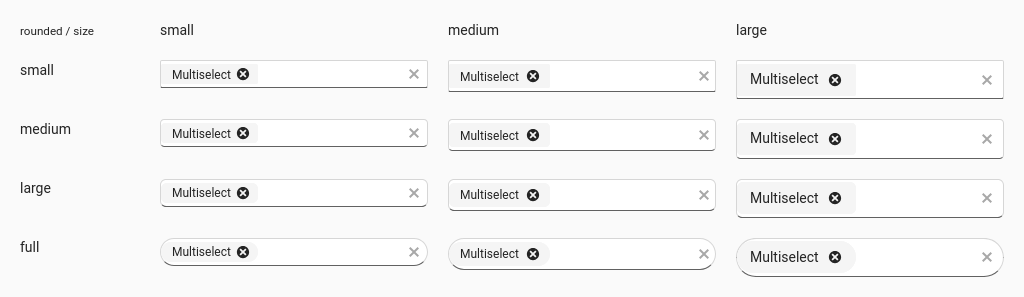 rounded / size small medium large
small Multiselect Multiselect Multiselect
medium Multiselect Multiselect Multiselect
large Multiselect Multiselect Multiselect
full Multiselect Multiselect Multiselect